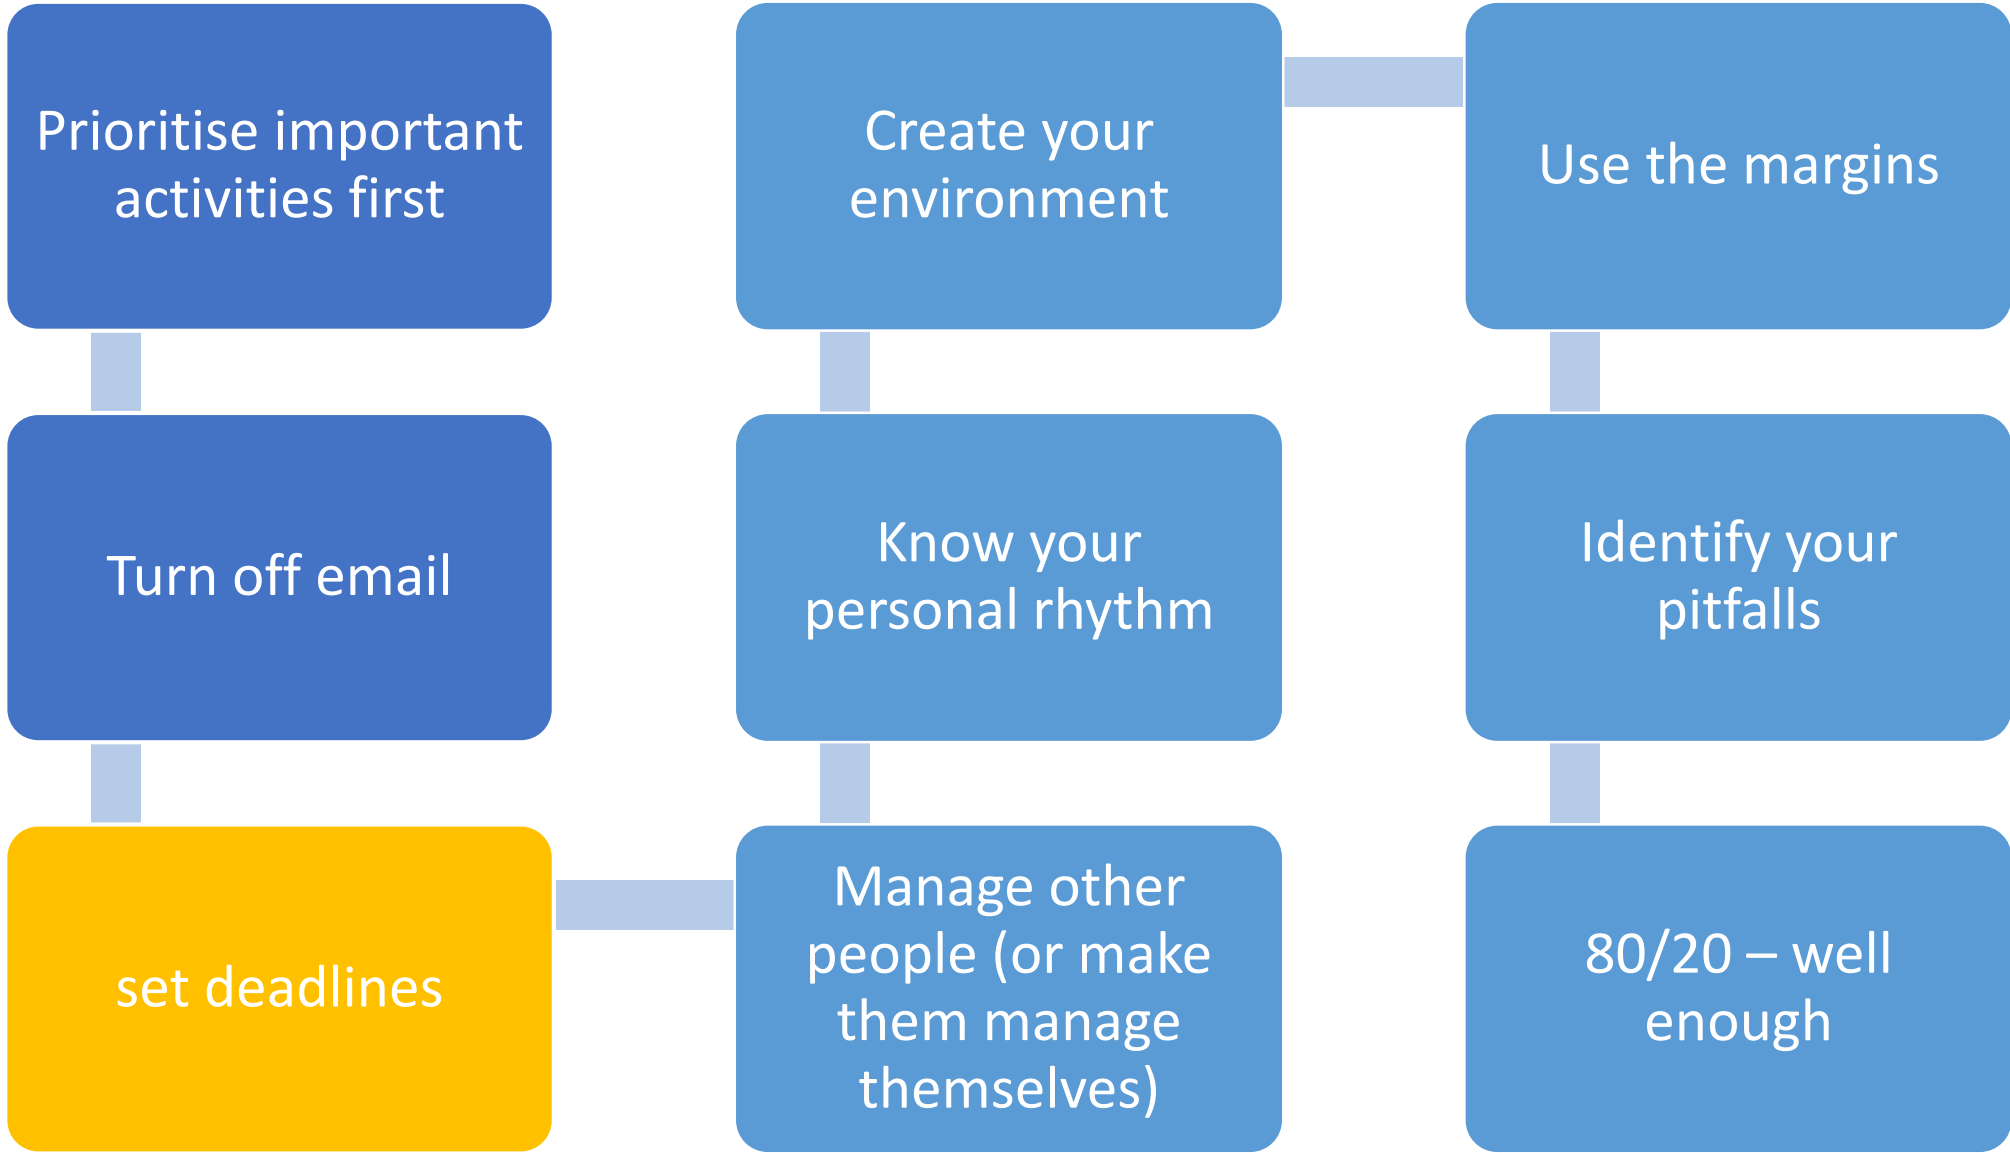 Prioritise important
activities first
Turn off email
set deadlines
Manage other
people (or make
them manage
themselves)
Know your
personal rhythm
Create your
environment
Use the margins
Identify your
pitfalls
80/20 – well
enough